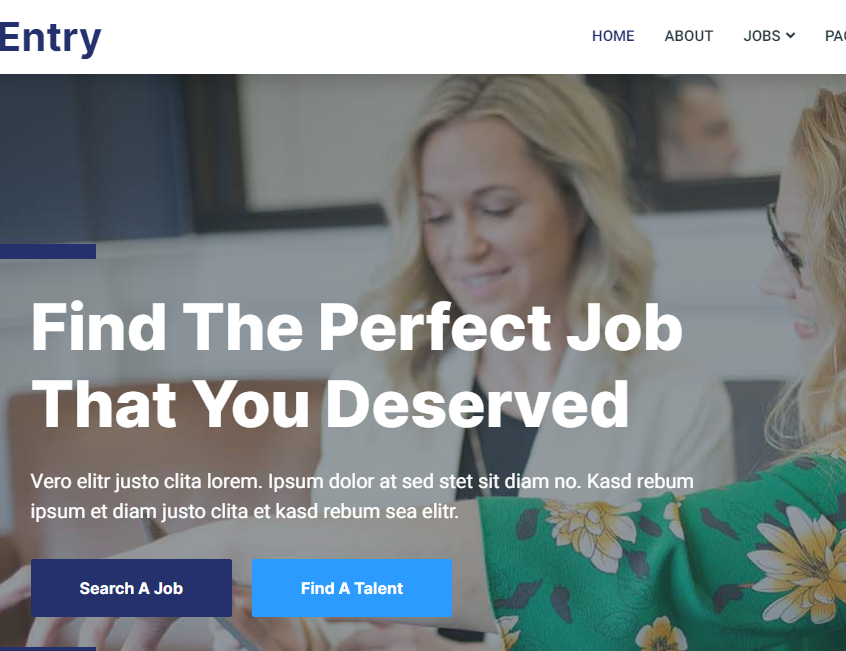 Entry
HOME ABOUT JOBS
Find The Perfect Job
That You Deserved
Vero elitr justo clita lorem. Ipsum dolor at sed stet sit diam no. Kasd rebum
ipsum et diam justo clita et kasd rebum sea elitr.
Search A Job Find A Talent